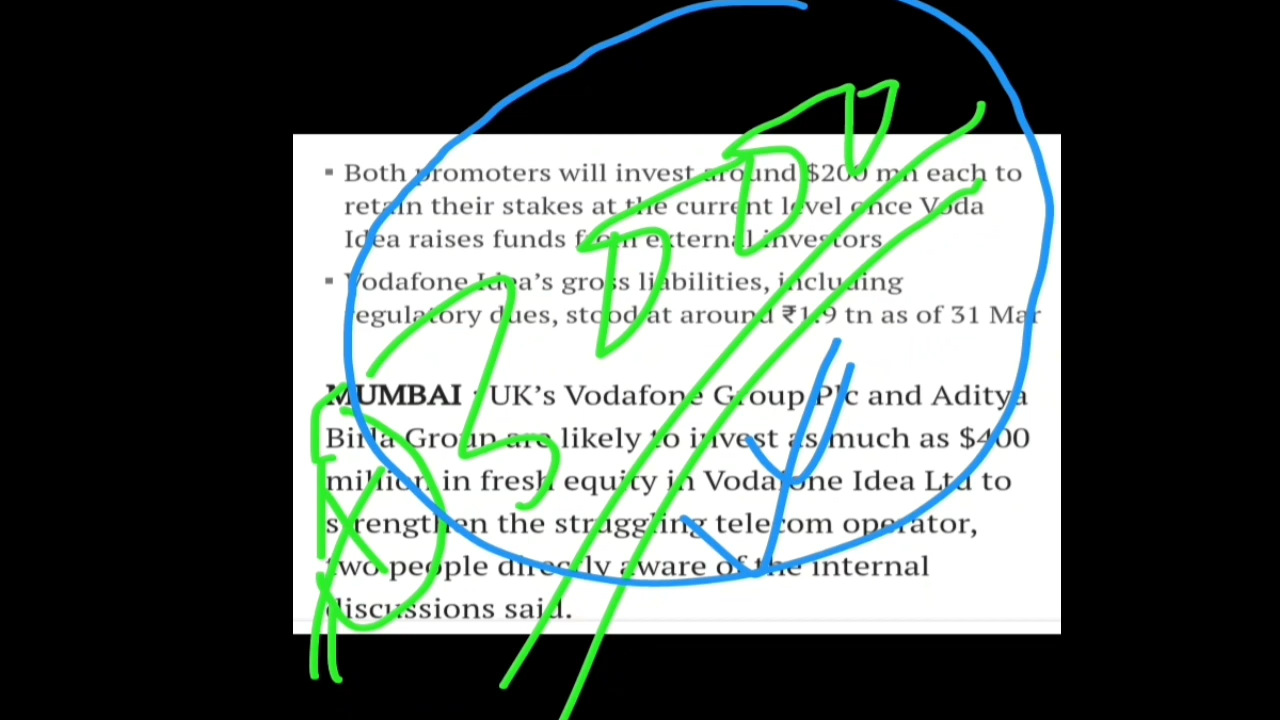 ▪ Both promoters will invest around $200 mn each to
retain their stakes at the current level once Voda
Idea raises funds from external investors
▪ Vodafone Idea's gross liabilities, including
regulatory dues, stood at around ₹1.9 tn as of 31 Mar
MUMBAI : UK's Vodafone Group Plc and Aditya
Birla Group are likely to invest as much as $400
million in fresh equity in Vodafone Idea Ltd to
strengthen the struggling telecom operator,
two people directly aware of the internal
discussions said.